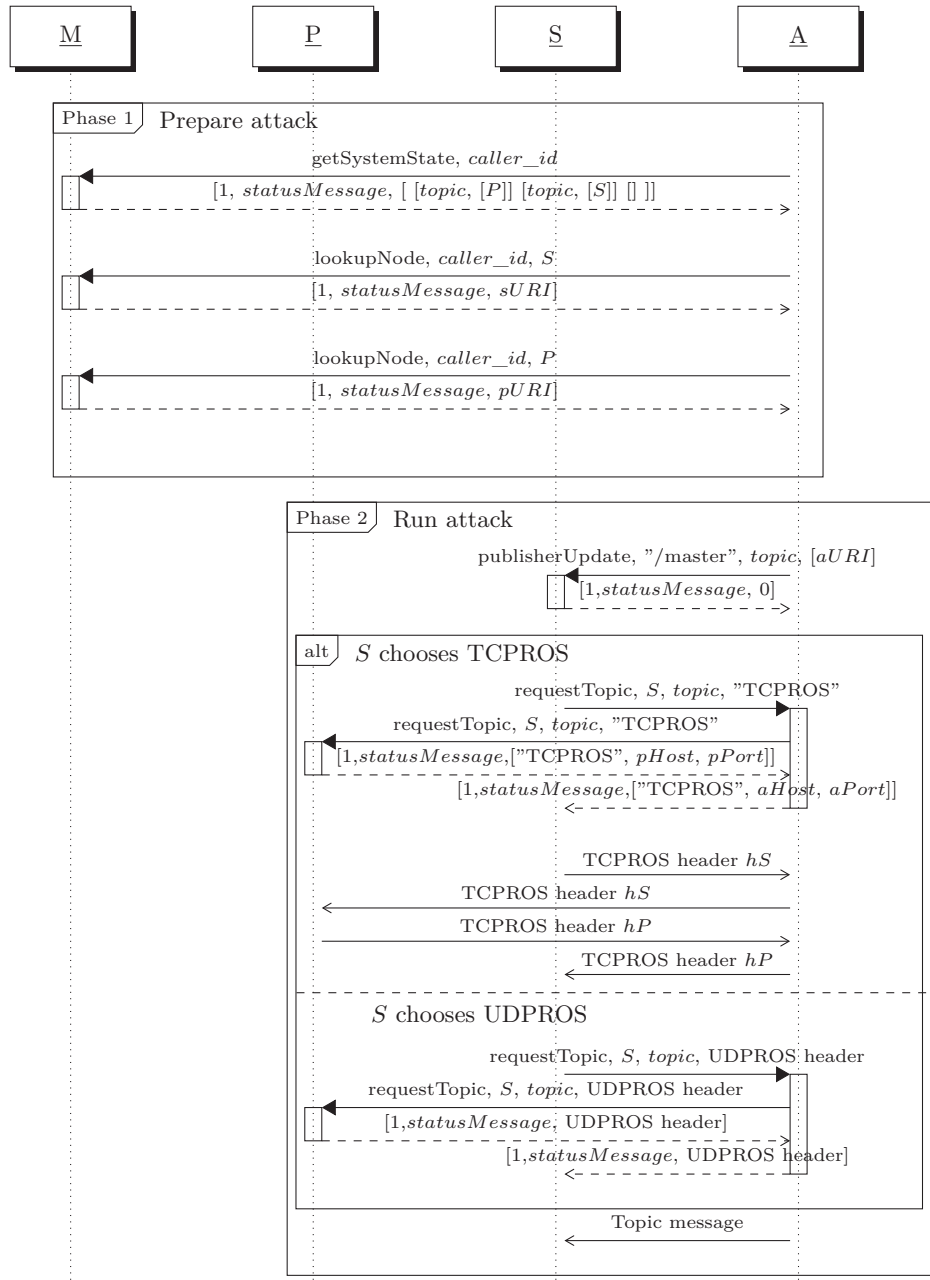 M P S A
Phase 1 Prepare attack
getSystemState, caller_id
[1, statusMessage, [ [topic, [P]] [topic, [S]] [] ]]
lookupNode, caller_id, S
[1, statusMessage, sURI]
lookupNode, caller_id, P
[1, statusMessage, pURI]
Phase 2 Run attack
publisherUpdate, ”/master”, topic, [aURI]
[1,statusMessage, 0]
alt S chooses TCPROS
requestTopic, S, topic, ”TCPROS”
requestTopic, S, topic, ”TCPROS”
[1,statusMessage,[”TCPROS”, pHost, pPort]]
[1,statusMessage,[”TCPROS”, aHost, aPort]]
TCPROS header hS
TCPROS header hS
TCPROS header hP
TCPROS header hP
S chooses UDPROS
requestTopic, S, topic, UDPROS header
requestTopic, S, topic, UDPROS header
[1,statusMessage, UDPROS header]
[1,statusMessage, UDPROS header]
Topic message